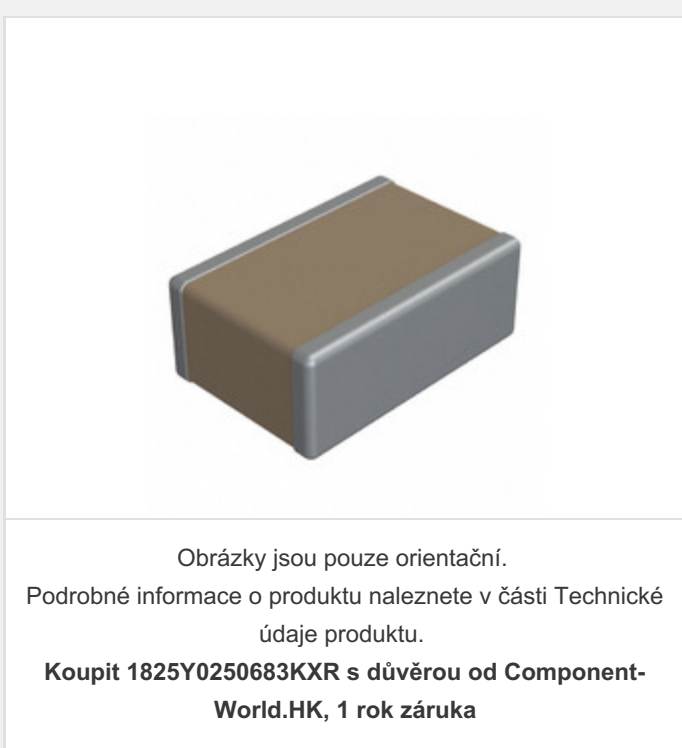 Obrázky jsou pouze orientační.
Podrobné informace o produktu naleznete v části Technické
údaje produktu.
Koupit 1825Y0250683KXR s důvěrou od Component-
World.HK, 1 rok záruka